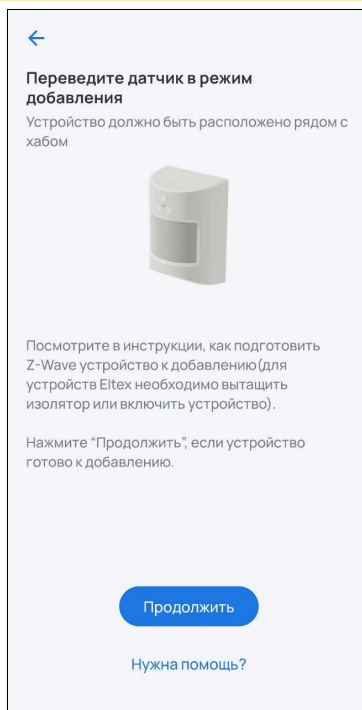 Переведите датчик в режим
добавления
Устройство должно быть расположено рядом с
хабом
Посмотрите в инструкции, как подготовить
Z-Wave устройство к добавлению(для
устройств Eltex необходимо вытащить
изолятор или включить устройство).
Нажмите “Продолжить”, если устройство
готово к добавлению.
Продолжить
Нужна помощь?